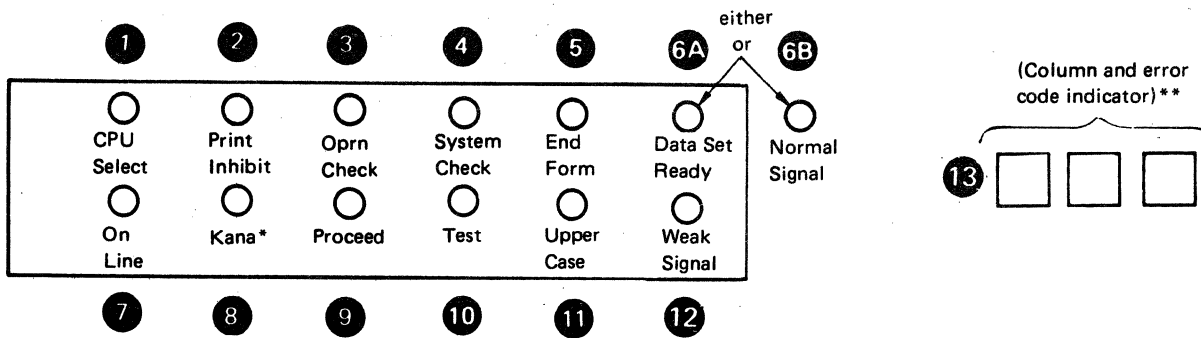 either
or
1 2 3 4 5 6A 6B
(Column and error
code indicator)**
CPU
Select
Print
Inhibit
Oprn
Check
System
Check
End
Form
Data Set
Ready
Normal
Signal
13
On
Line
Kana*
Proceed
Test
Upper
Case
Weak
Signal
7 8 9 10 11 12